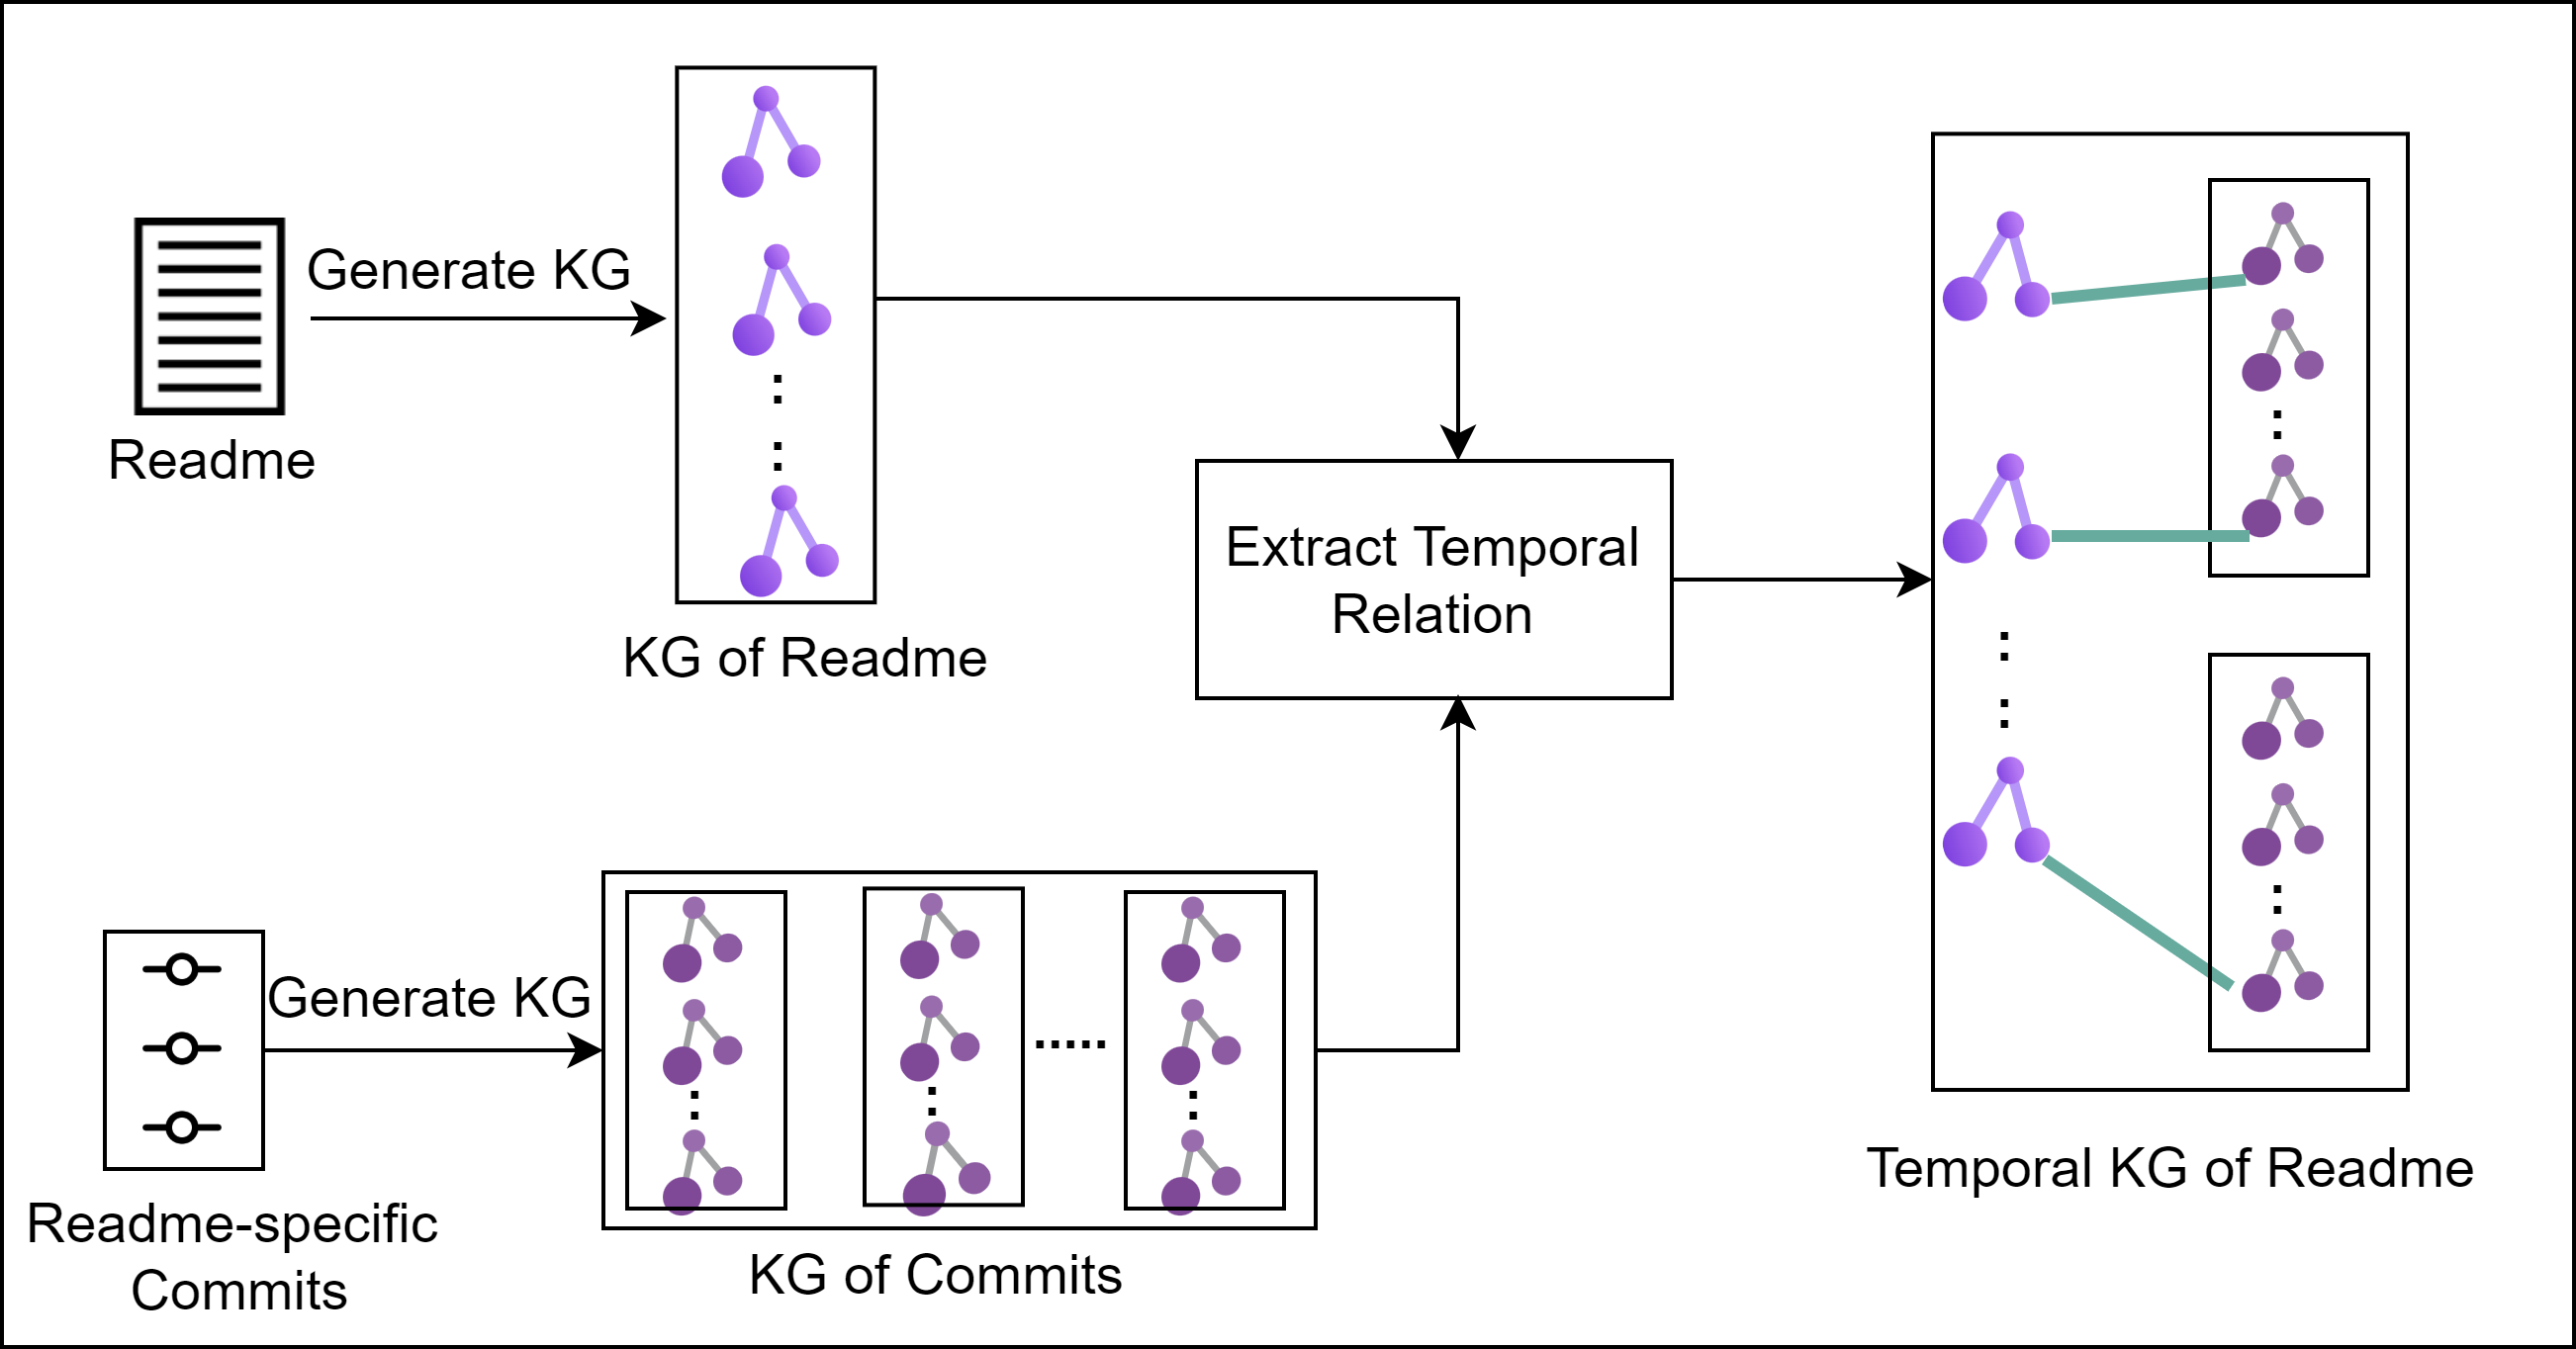 Generate KG
Readme
KG of Readme
Extract Temporal
Relation
Generate KG
Readme-specific
Commits
KG of Commits
Temporal KG of Readme